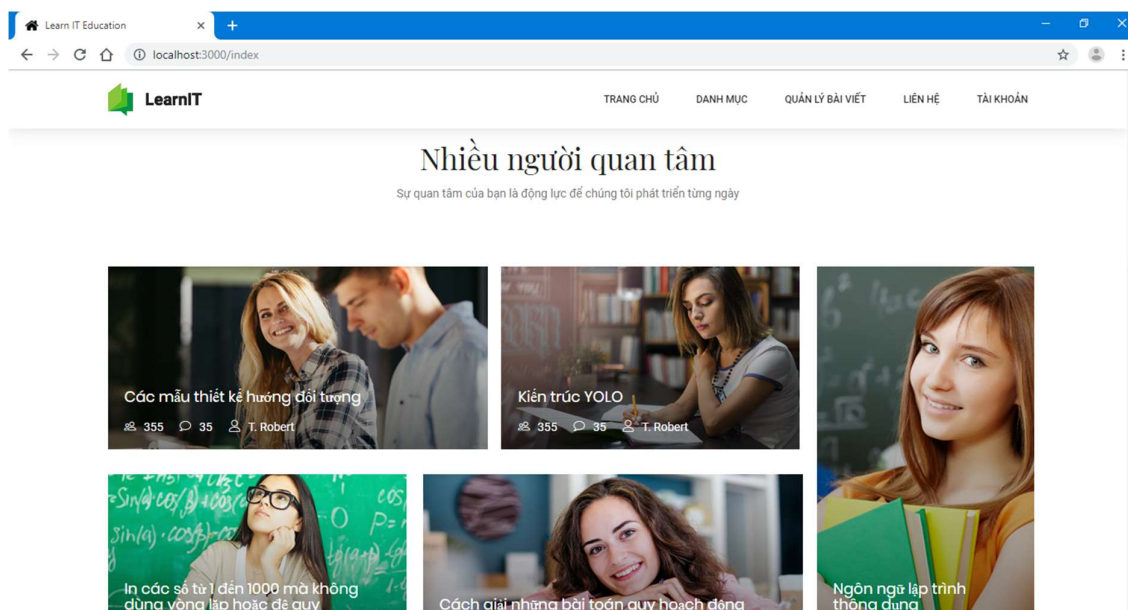 Learn IT Education
localhost:3000/index
LearnIT
TRANG CHỦ DANH MỤC QUẢN LÝ BÀI VIẾT LIÊN HỆ TÀI KHOẢN
Nhiều người quan tâm
Sự quan tâm của bạn là động lực để chúng tôi phát triển từng ngày
Các mẫu thiết kế hướng đối tượng
355 35 T. Robert
Kiến trúc YOLO
355 35 T. Robert
In các số từ 1 đến 1000 mà không
dùng vòng lặp hoặc đệ quy
Cách giải những bài toán quy hoạch động
Ngôn ngữ lập trình
thông dụng